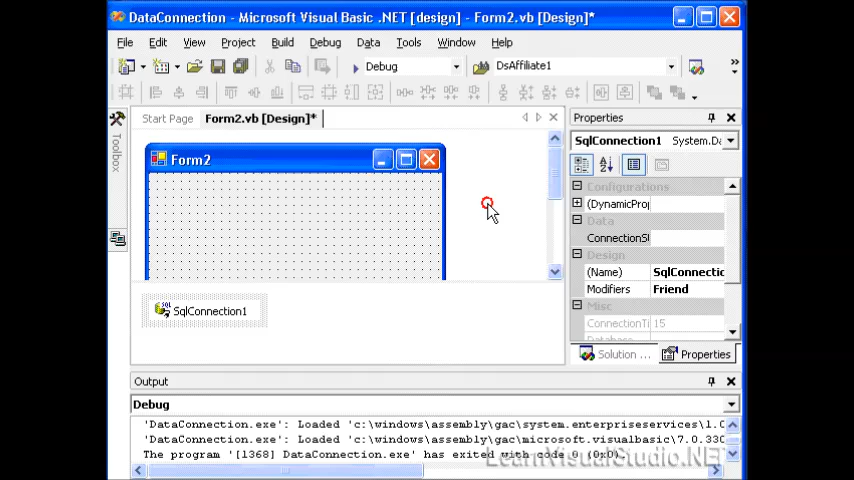 DataConnection - Microsoft Visual Basic .NET [design] - Form2.vb [Design]*
File Edit View Project Build Debug Data Tools Window Help
Debug DsAffiliate1
Start Page Form2.vb [Design]*
Toolbox
Form2
SqlConnection1
Properties
SqlConnection1 System.Da
Configurations
(DynamicProp
Data
ConnectionSt
Design
(Name) SqlConnectio
Modifiers Friend
Misc
ConnectionTi 15
Database
Solution ... Properties
Output
Debug
'DataConnection.exe': Loaded 'c:\windows\assembly\gac\system.enterpriseservices\1.0
'DataConnection.exe': Loaded 'c:\windows\assembly\gac\microsoft.visualbasic\7.0.330
The program '[1368] DataConnection.exe' has exited with code 0 (0x0).
LearnVisualStudio.NET